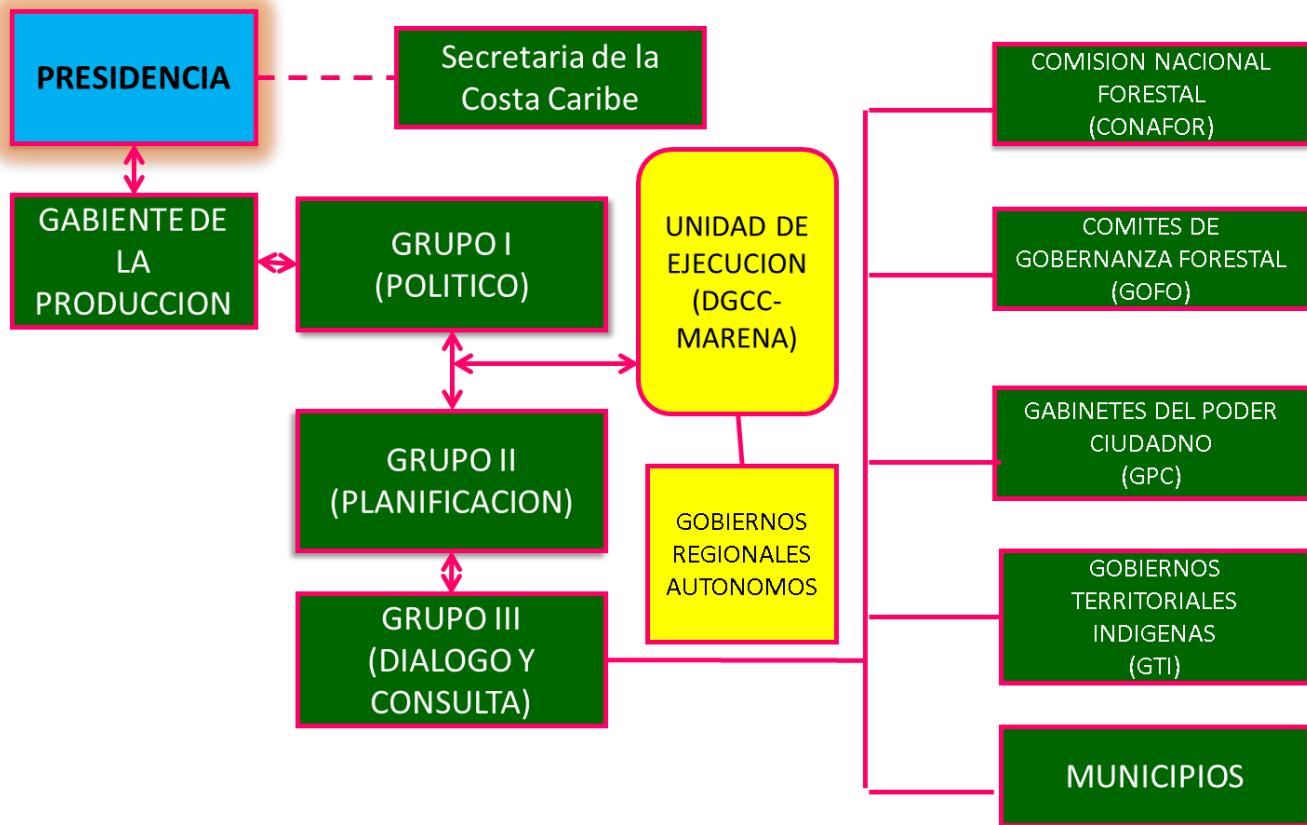 PRESIDENCIA
Secretaria de la
Costa Caribe
GABIENTE DE
LA
PRODUCCION
GRUPO I
(POLITICO)
UNIDAD DE
EJECUCION
(DGCC-
MARENA)
GRUPO II
(PLANIFICACION)
GOBIERNOS
REGIONALES
AUTONOMOS
GRUPO III
(DIALOGO Y
CONSULTA)
COMISION NACIONAL
FORESTAL
(CONAFOR)
COMITES DE
GOBERNANZA FORESTAL
(GOFO)
GABINETES DEL PODER
CIUDADNO
(GPC)
GOBIERNOS
TERRITORIALES
INDIGENAS
(GTI)
MUNICIPIOS